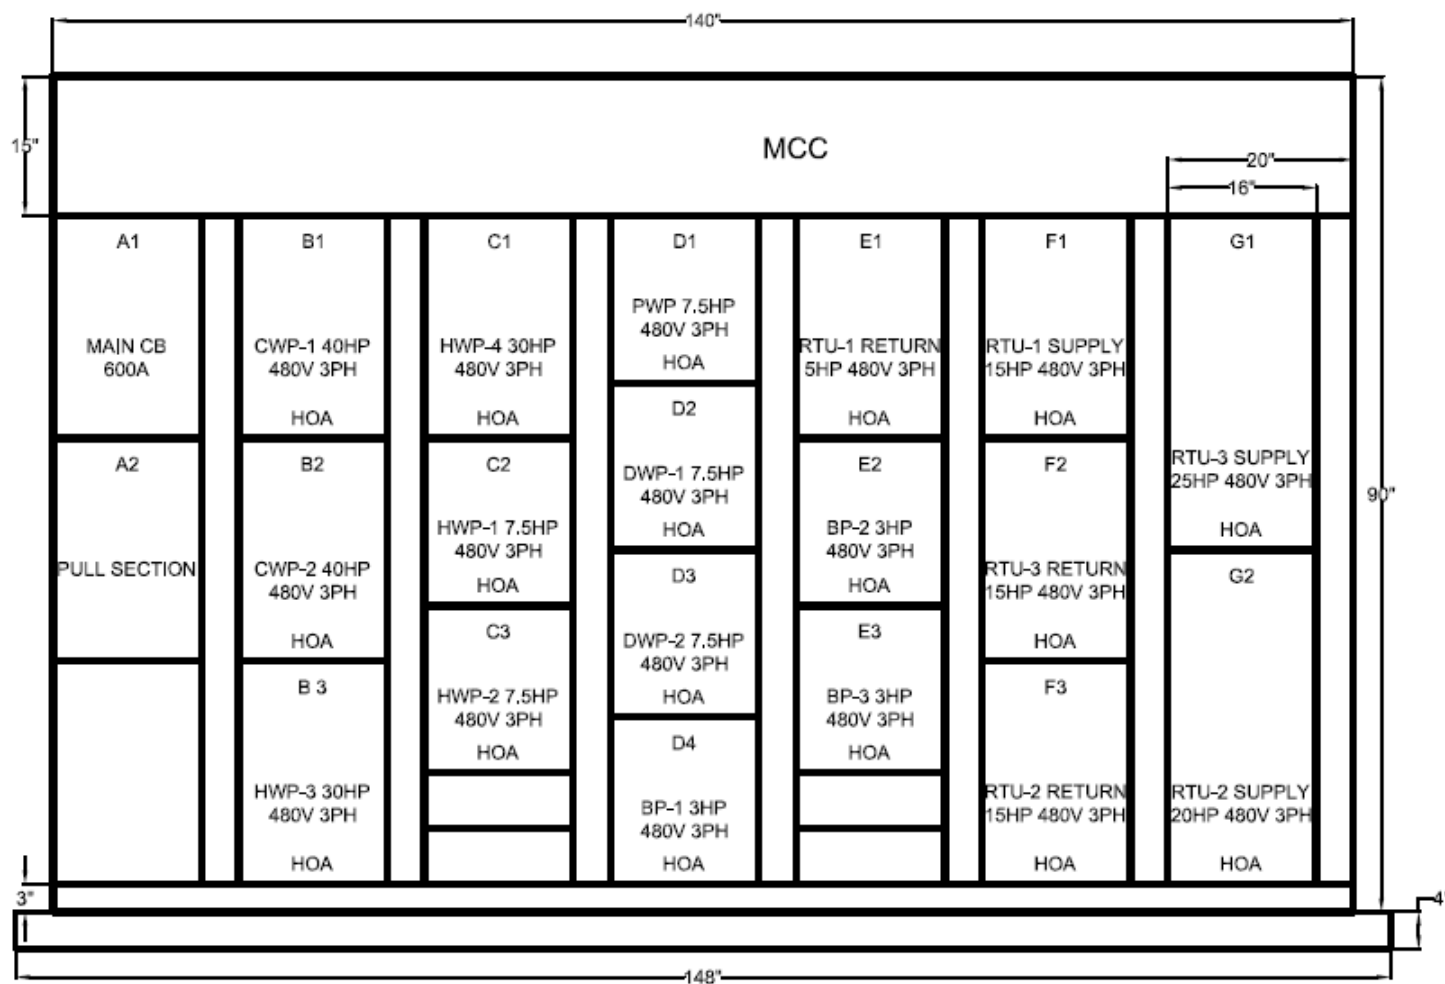 140"
15"
MCC
20"
16"
A1
MAIN CB
600A
A2
PULL SECTION
B1
CWP-1 40HP
480V 3PH
HOA
B2
CWP-2 40HP
480V 3PH
HOA
B 3
HWP-3 30HP
480V 3PH
HOA
C1
HWP-4 30HP
480V 3PH
HOA
C2
HWP-1 7.5HP
480V 3PH
HOA
C3
HWP-2 7.5HP
480V 3PH
HOA
D1
PWP 7.5HP
480V 3PH
HOA
D2
DWP-1 7.5HP
480V 3PH
HOA
D3
DWP-2 7.5HP
480V 3PH
HOA
D4
BP-1 3HP
480V 3PH
HOA
E1
RTU-1 RETURN
5HP 480V 3PH
HOA
E2
BP-2 3HP
480V 3PH
HOA
E3
BP-3 3HP
480V 3PH
HOA
F1
RTU-1 SUPPLY
15HP 480V 3PH
HOA
F2
RTU-3 RETURN
15HP 480V 3PH
HOA
F3
RTU-2 RETURN
15HP 480V 3PH
HOA
G1
RTU-3 SUPPLY
25HP 480V 3PH
HOA
G2
RTU-2 SUPPLY
20HP 480V 3PH
HOA
90"
3"
4"
148"